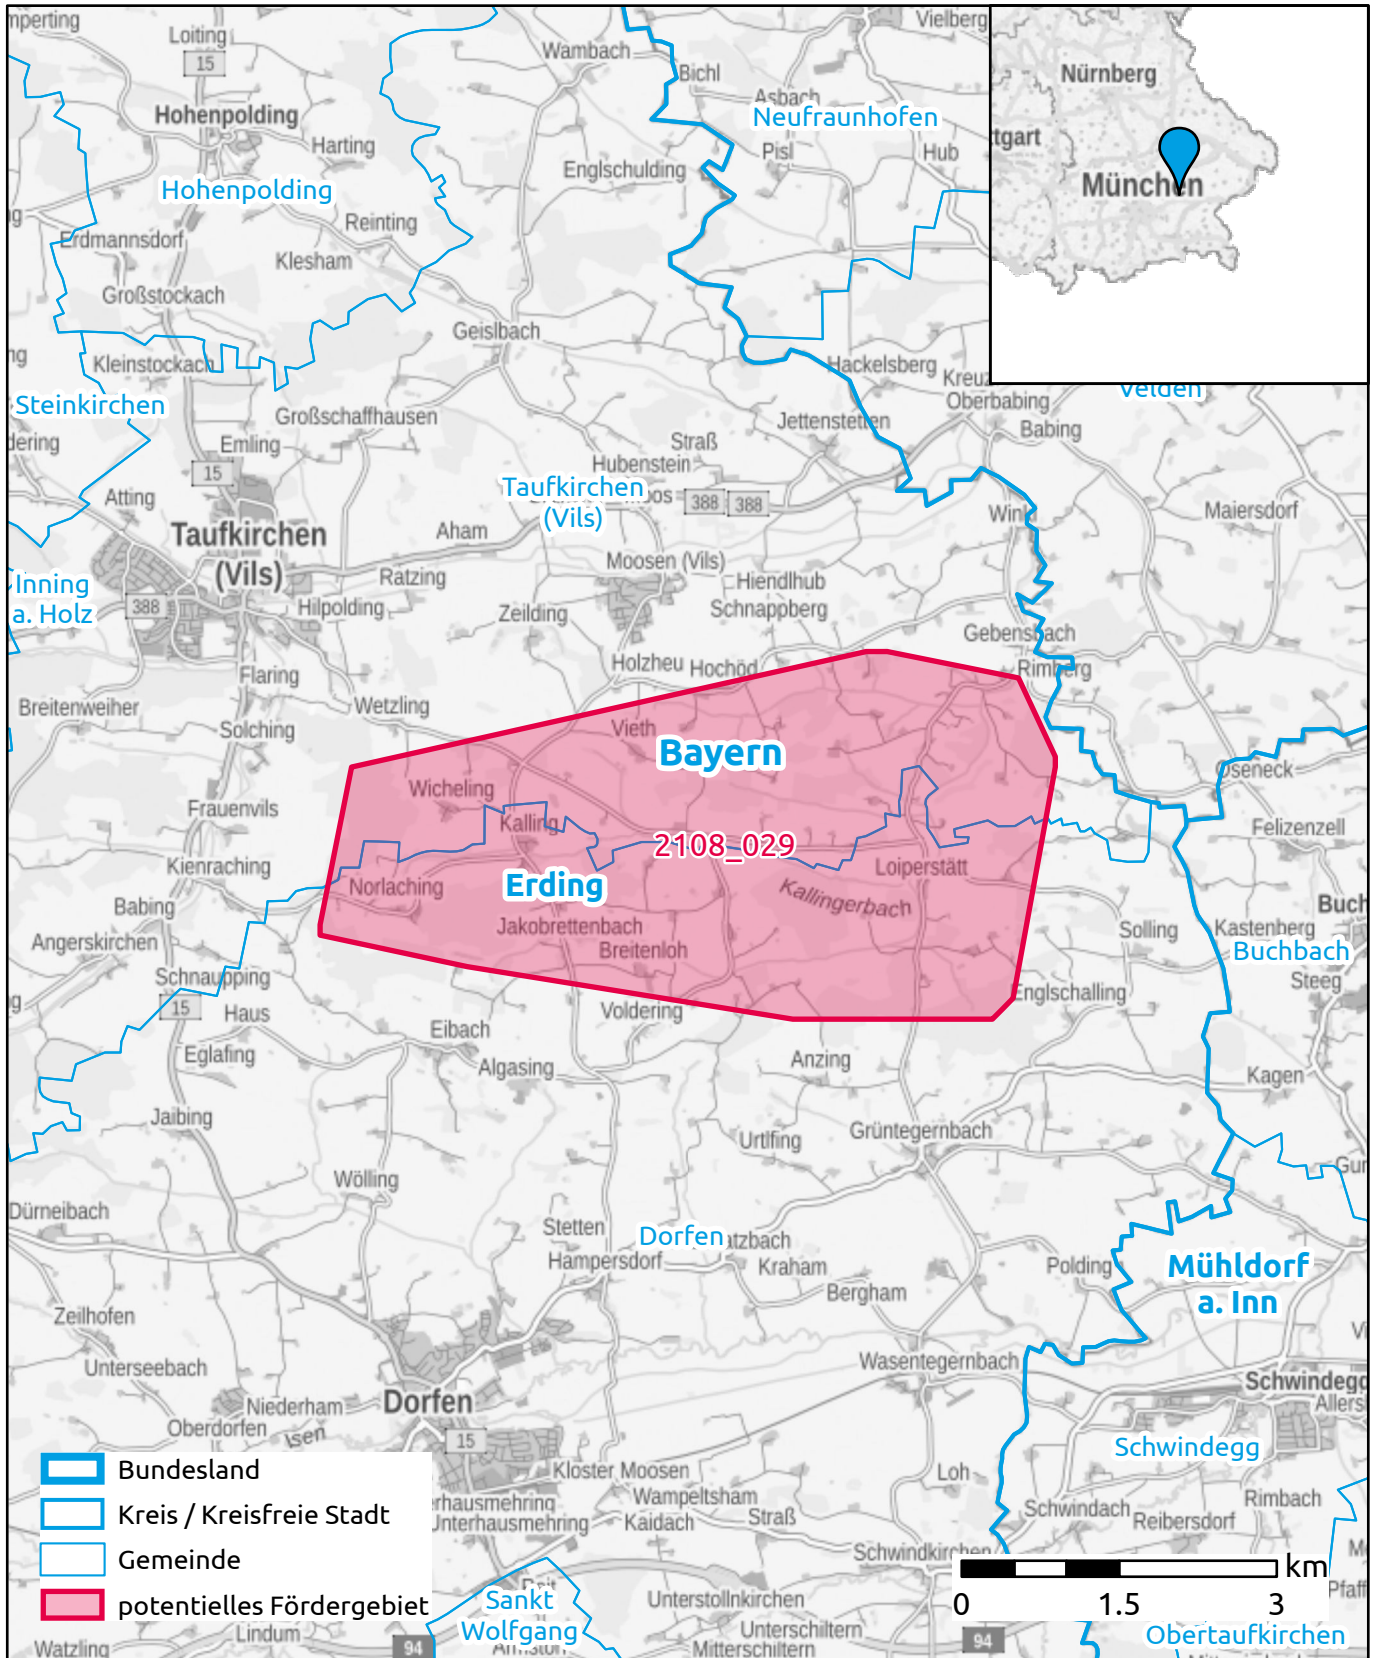 Loiting
Wambach
Vielberg
15
Bichl
Nürnberg
Asbach
Hohenpolding
Neufraunhofen
Harting
Pisl
Hub
Englschulding
München
Hohenpolding
Reinting
Erdmannsdorf
Klesham
Großstockach
Geislbach
Kleinstockach
Hackelsberg
Velden
Steinkirchen
Oberbabing
Großschaffhausen
Jettenstetten
Babing
Emling
Straß
15
Hubenstein
Atting
Taufkirchen
(Vils)
388
388
Maiersdorf
Taufkirchen
(Vils)
Aham
Moosen (Vils)
Ratzing
Hiendlhub
Inning
a. Holz
388
Hilpolding
Zeilding
Schnappberg
Gebensbach
Holzheu
Hochöd
Rimberg
Flaring
Breitenweiher
Wetzling
Solching
Vieth
Bayern
Oseneck
Wicheling
Frauenvils
Kalling
2108_029
Felizenzell
Kienraching
Norlaching
Erding
Loiperstätt
Kallingerbach
Babing
Jakobrettenbach
Breitenloh
Solling
Kastenberg
Angerskirchen
Buchbach
Schnaupping
Steeg
Englschalling
15
Haus
Voldering
Eibach
Eglafing
Algasing
Anzing
Kagen
Jaibing
Urtlfing
Grüntegernbach
Wölling
Dürneibach
Stetten
Dorfen
Hampersdorf
Kraham
Polding
Mühldorf
a. Inn
Bergham
Zeilhofen
Unterseebach
Wasentegernbach
Niederham
Dorfen
Oberdorfen
Isen
15
Schwindegg
Kloster Moosen
Loh
Wampeltsham
Rimbach
Unterhausmehring
Kaidach
Straß
Schwindach
Reibersdorf
Schwindkirchen
Bundesland
Kreis / Kreisfreie Stadt
Gemeinde
potentielles Fördergebiet
km
0
1.5
3
Sankt
Wolfgang
Unterstollnkirchen
Lindum
Watzling
94
Unterschiltern
Mitterschiltern
94
Obertaufkirchen